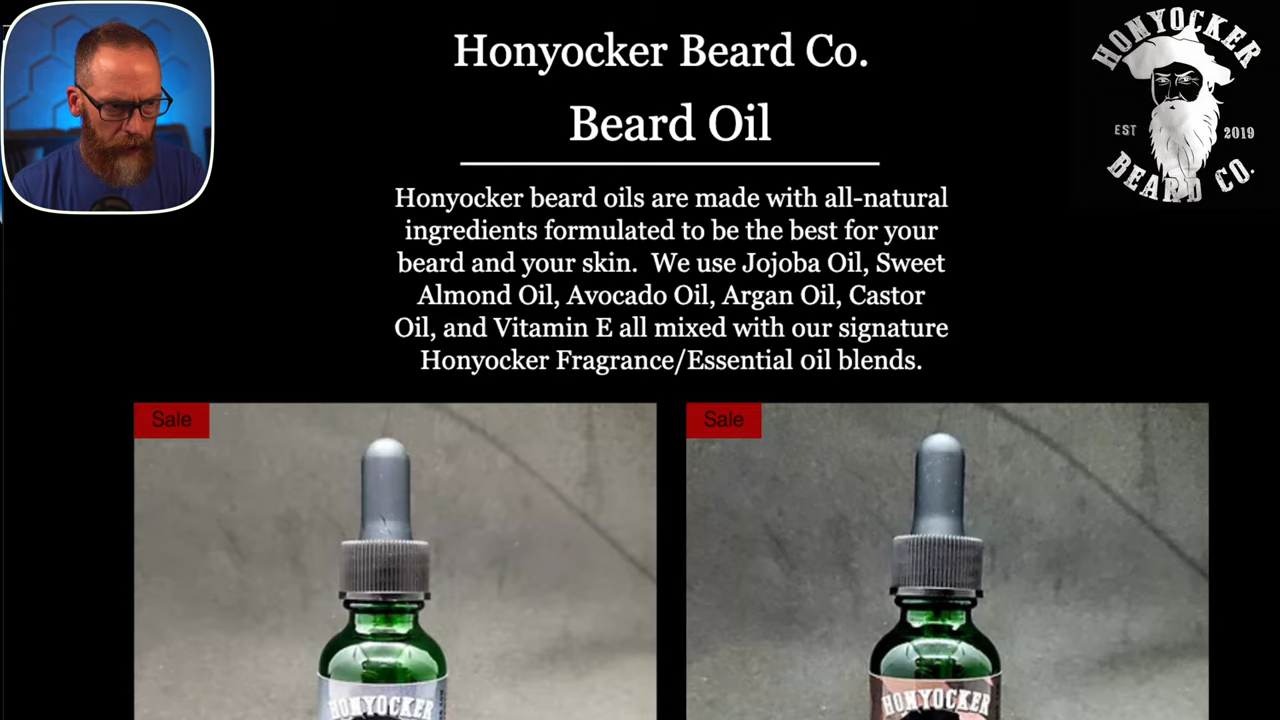 Honyocker Beard Co.
Beard Oil
HONYOCKER
EST 2019
BEARD CO.
Honyocker beard oils are made with all-natural
ingredients formulated to be the best for your
beard and your skin.  We use Jojoba Oil, Sweet
Almond Oil, Avocado Oil, Argan Oil, Castor
Oil, and Vitamin E all mixed with our signature
Honyocker Fragrance/Essential oil blends.
Sale
Sale
HONYOCKER
HONYOCKER